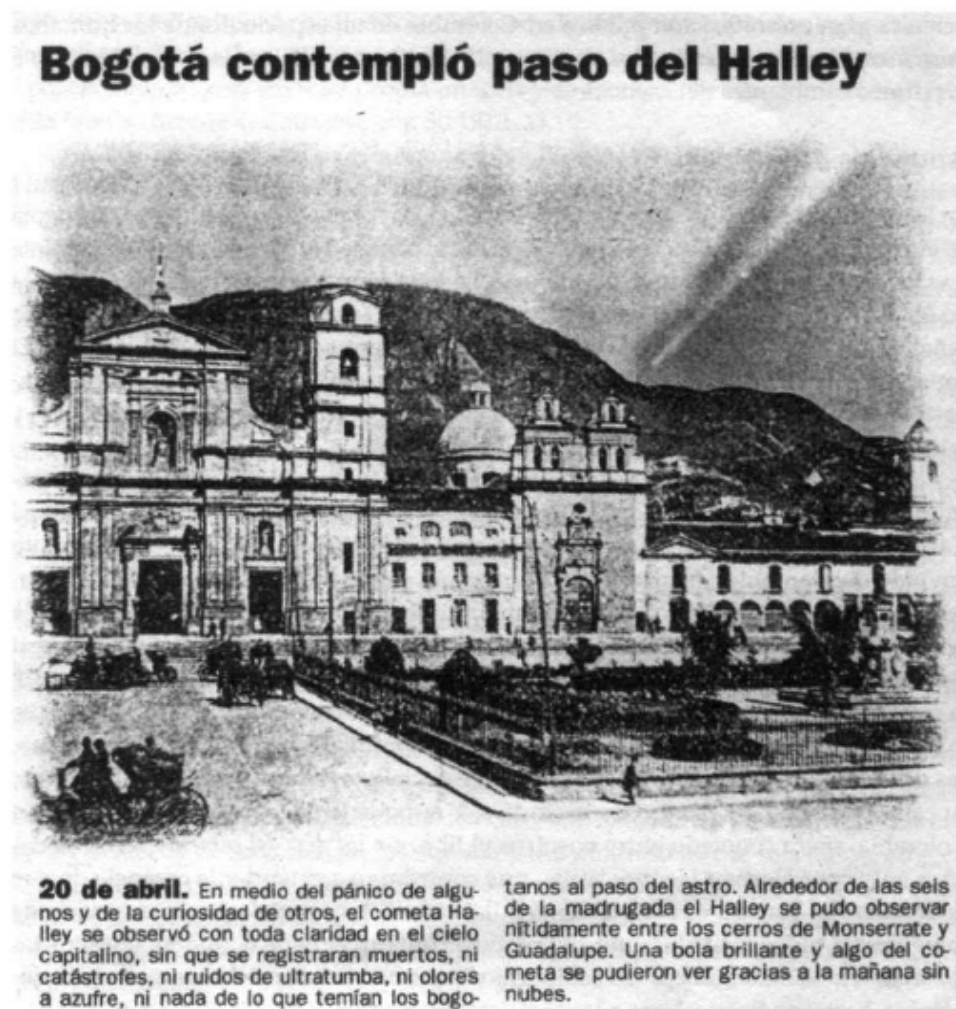 Bogotá contempló paso del Halley
20 de abril. En medio del pánico de algu-
nos y de la curiosidad de otros, el cometa Ha-
lley se observó con toda claridad en el cielo
capitalino, sin que se registraran muertos, ni
catástrofes, ni ruidos de ultratumba, ni olores
a azufre, ni nada de lo que temían los bogo-
tanos al paso del astro. Alrededor de las seis
de la madrugada el Halley se pudo observar
nítidamente entre los cerros de Monserrate y
Guadalupe. Una bola brillante y algo del co-
meta se pudieron ver gracias a la mañana sin
nubes.